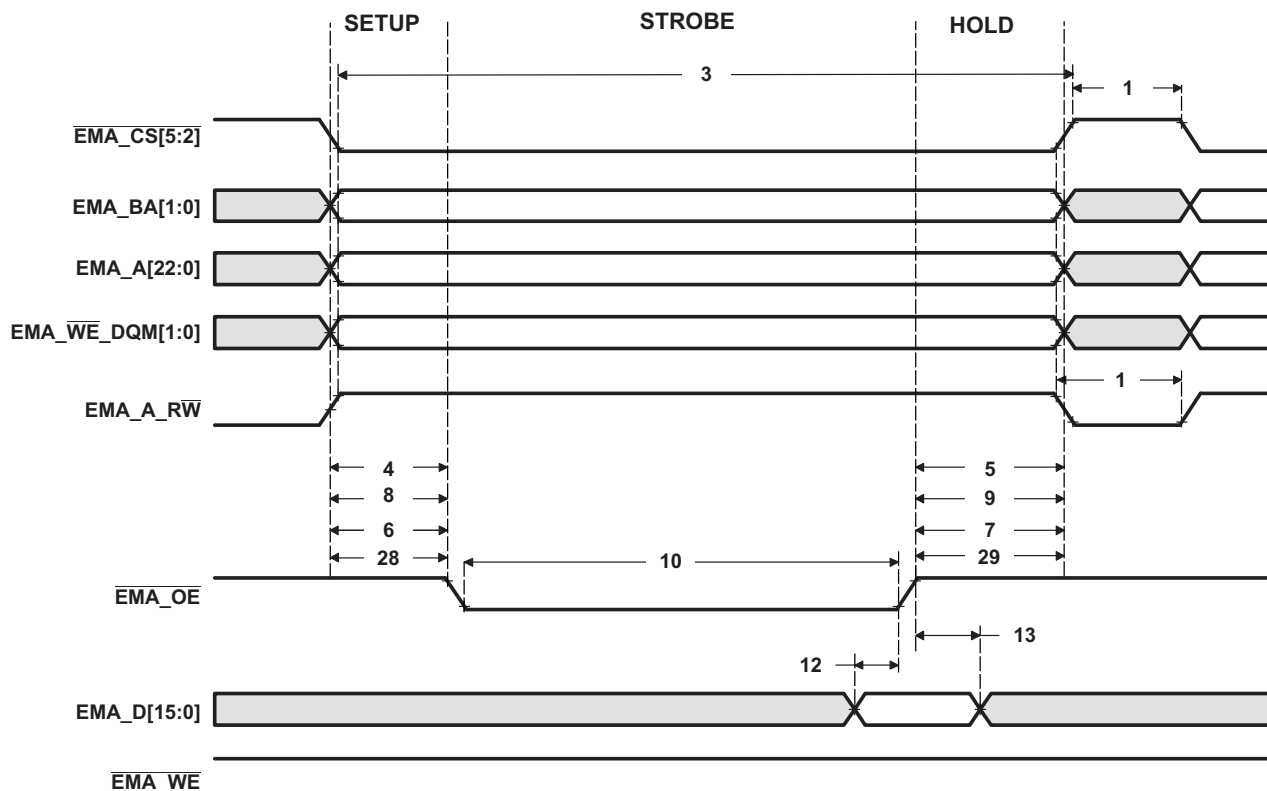 SETUP STROBE HOLD
3
1
EMA_CS[5:2]
EMA_BA[1:0]
EMA_A[22:0]
EMA_WE_DQM[1:0]
1
EMA_A_RW
4 5
8 9
6 7
28 29
10
EMA_OE
13
12
EMA_D[15:0]
EMA_WE